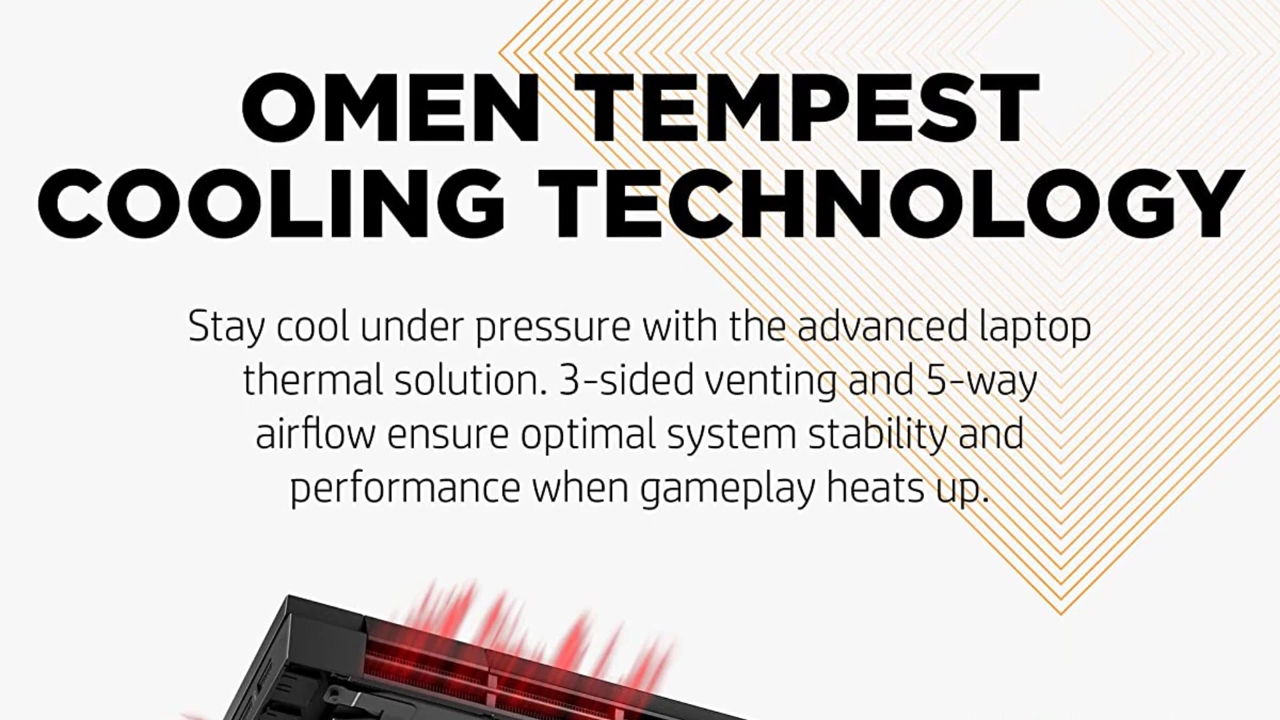 OMEN TEMPEST
COOLING TECHNOLOGY
Stay cool under pressure with the advanced laptop
thermal solution. 3-sided venting and 5-way
airflow ensure optimal system stability and
performance when gameplay heats up.